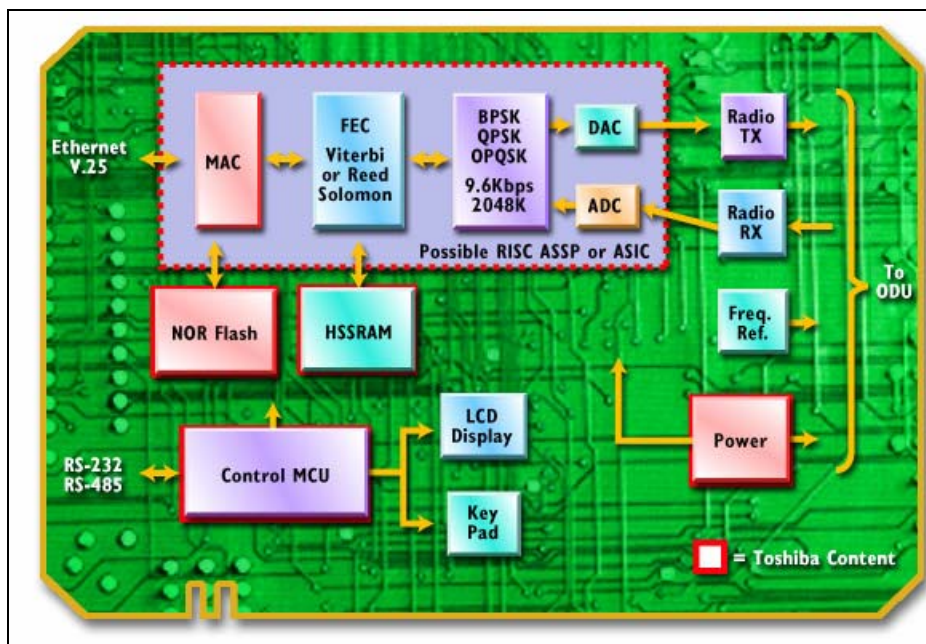 Ethernet
V.25
MAC
FEC
Viterbi
or Reed
Solomon
BPSK
QPSK
OPQSK
9.6Kbps
2048K
DAC
ADC
Possible RISC ASSP or ASIC
Radio
TX
Radio
RX
Freq.
Ref.
To
ODU
NOR Flash
HSSRAM
RS-232
RS-485
Control MCU
LCD
Display
Key
Pad
Power
= Toshiba Content